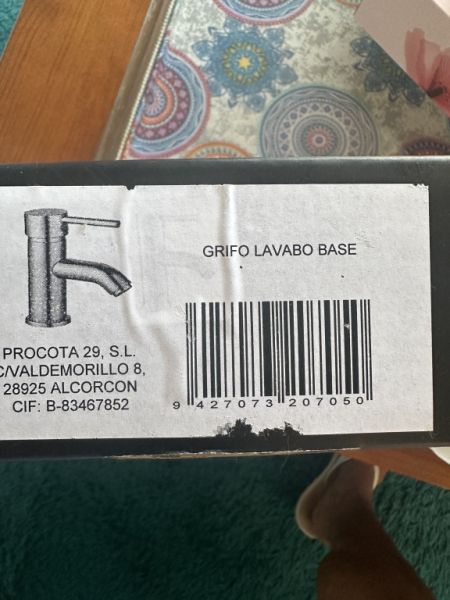 GRIFO LAVABO BASE
PROCOTA 29, S.L.
C/VALDEMORILLO 8,
28925 ALCORCON
CIF: B-83467852
9 427073 207050